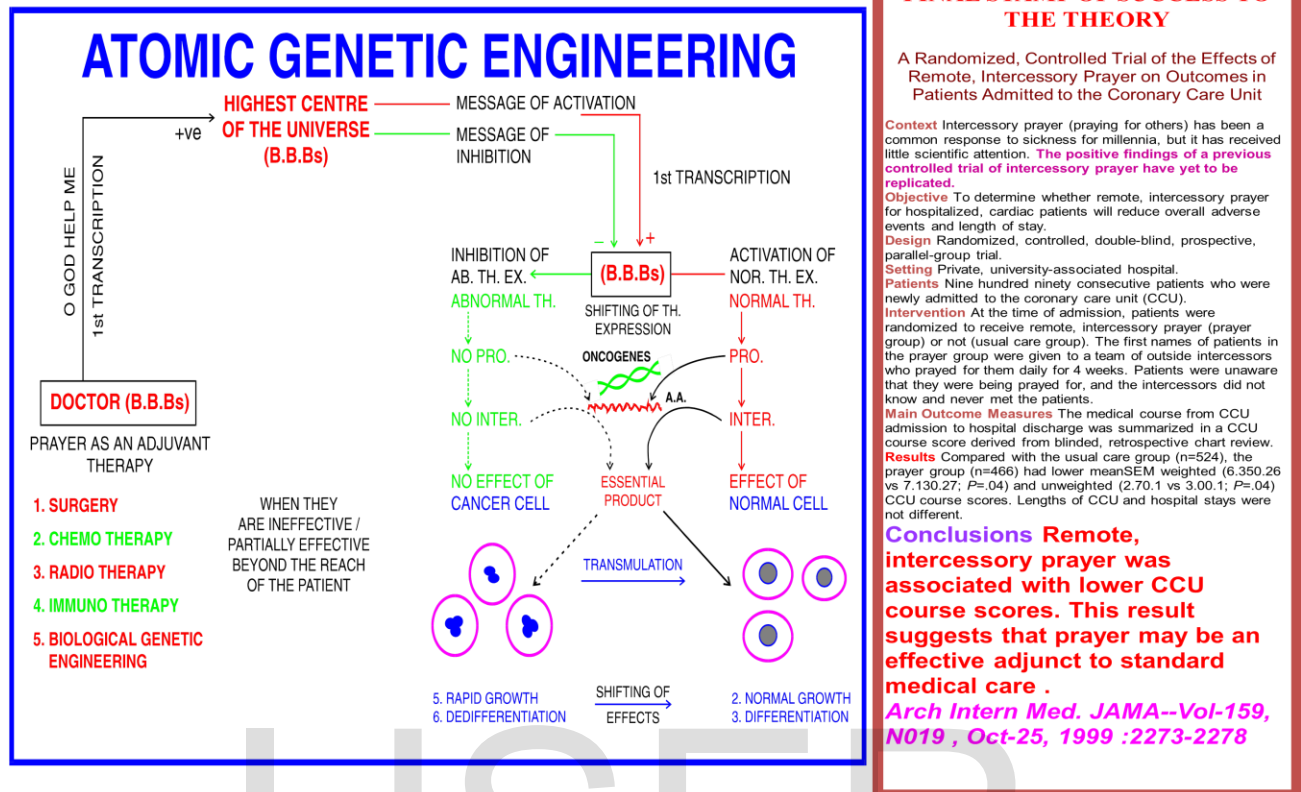 ATOMIC GENETIC ENGINEERING
HIGHEST CENTRE
OF THE UNIVERSE
(B.B.Bs)
+ve
MESSAGE OF ACTIVATION
MESSAGE OF
INHIBITION
1st TRANSCRIPTION
O GOD HELP ME
1st TRANSCRIPTION
– +
INHIBITION OF
AB. TH. EX.
ABNORMAL TH.
(B.B.Bs)
SHIFTING OF TH.
EXPRESSION
ACTIVATION OF
NOR. TH. EX.
NORMAL TH.
NO PRO.
ONCOGENES
PRO.
A.A.
NO INTER.
INTER.
NO EFFECT OF
CANCER CELL
ESSENTIAL
PRODUCT
EFFECT OF
NORMAL CELL
DOCTOR (B.B.Bs)
PRAYER AS AN ADJUVANT
THERAPY
1. SURGERY
2. CHEMO THERAPY
3. RADIO THERAPY
4. IMMUNO THERAPY
5. BIOLOGICAL GENETIC
ENGINEERING
WHEN THEY
ARE INEFFECTIVE /
PARTIALLY EFFECTIVE
BEYOND THE REACH
OF THE PATIENT
TRANSMULATION
5. RAPID GROWTH
6. DEDIFFERENTIATION
SHIFTING OF
EFFECTS
2. NORMAL GROWTH
3. DIFFERENTIATION
FINAL STAMP OF SUCCESS TO
THE THEORY
A Randomized, Controlled Trial of the Effects of
Remote, Intercessory Prayer on Outcomes in
Patients Admitted to the Coronary Care Unit
Context Intercessory prayer (praying for others) has been a
common response to sickness for millennia, but it has received
little scientific attention. The positive findings of a previous
controlled trial of intercessory prayer have yet to be
replicated.
Objective To determine whether remote, intercessory prayer
for hospitalized, cardiac patients will reduce overall adverse
events and length of stay.
Design Randomized, controlled, double-blind, prospective,
parallel-group trial.
Setting Private, university-associated hospital.
Patients Nine hundred ninety consecutive patients who were
newly admitted to the coronary care unit (CCU).
Intervention At the time of admission, patients were
randomized to receive remote, intercessory prayer (prayer
group) or not (usual care group). The first names of patients in
the prayer group were given to a team of outside intercessors
who prayed for them daily for 4 weeks. Patients were unaware
that they were being prayed for, and the intercessors did not
know and never met the patients.
Main Outcome Measures The medical course from CCU
admission to hospital discharge was summarized in a CCU
course score derived from blinded, retrospective chart review.
Results Compared with the usual care group (n=524), the
prayer group (n=466) had lower meanSEM weighted (6.350.26
vs 7.130.27; P=.04) and unweighted (2.70.1 vs 3.00.1; P=.04)
CCU course scores. Lengths of CCU and hospital stays were
not different.
Conclusions Remote,
intercessory prayer was
associated with lower CCU
course scores. This result
suggests that prayer may be an
effective adjunct to standard
medical care .
Arch Intern Med. JAMA--Vol-159,
N019 , Oct-25, 1999 :2273-2278